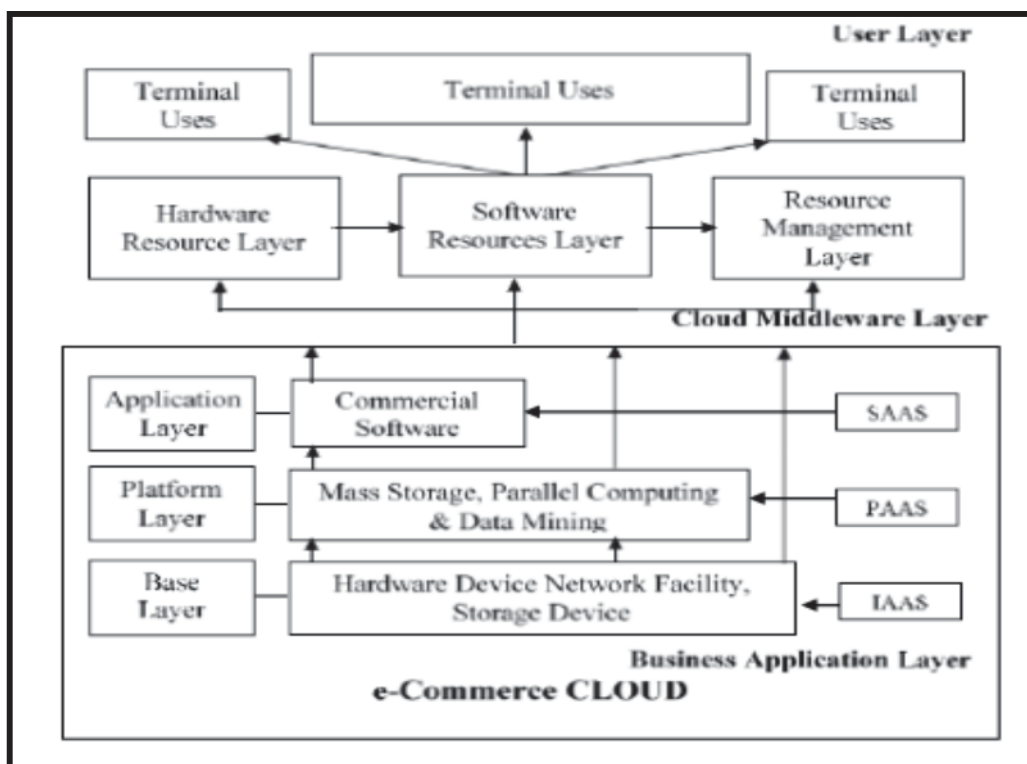 User Layer
Terminal
Uses
Terminal Uses
Terminal
Uses
Hardware
Resource Layer
Software
Resources Layer
Resource
Management
Layer
Cloud Middleware Layer
Application
Layer
Commercial
Software
SAAS
Platform
Layer
Mass Storage, Parallel Computing
& Data Mining
PAAS
Base
Layer
Hardware Device Network Facility,
Storage Device
IAAS
Business Application Layer
e-Commerce CLOUD